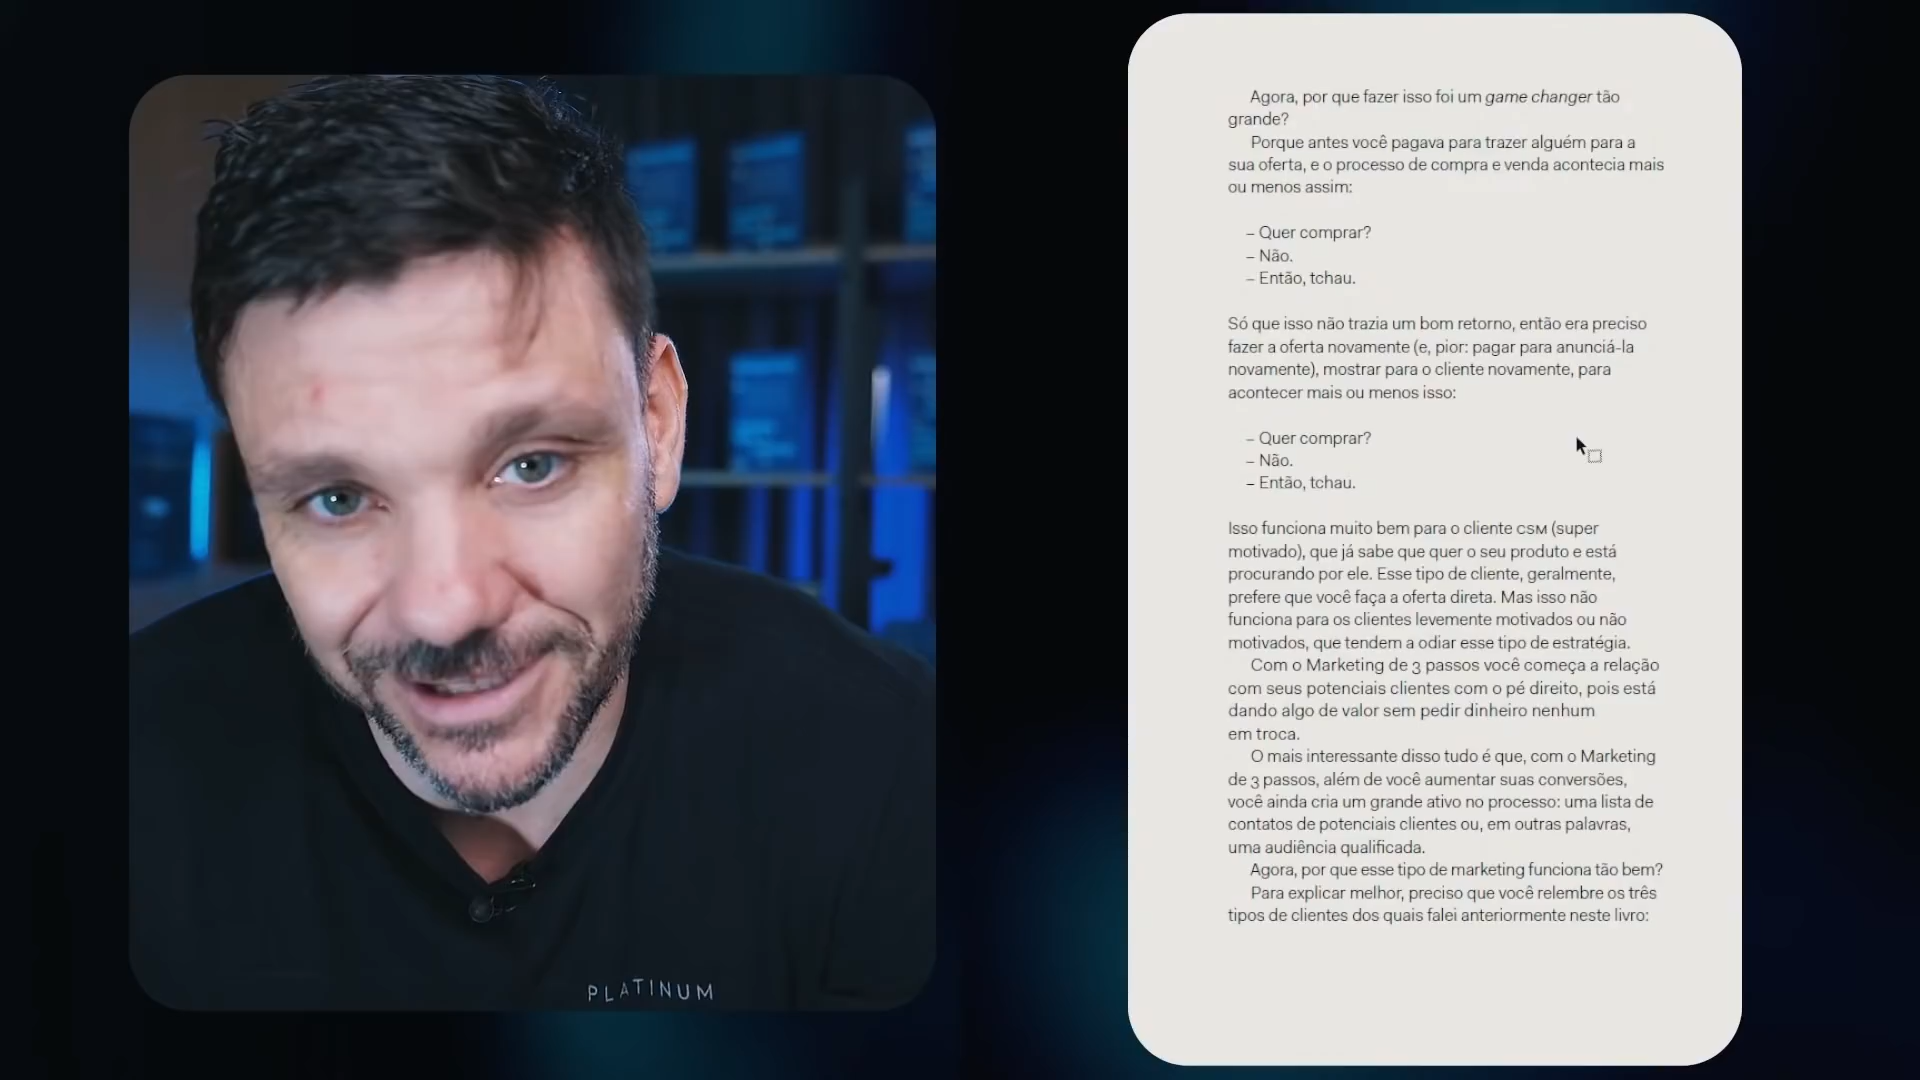 Agora, por que fazer isso foi um game changer tão
grande?
Porque antes você pagava para trazer alguém para a
sua oferta, e o processo de compra e venda acontecia mais
ou menos assim:
– Quer comprar?
– Não.
– Então, tchau.
Só que isso não trazia um bom retorno, então era preciso
fazer a oferta novamente (e, pior: pagar para anunciá-la
novamente), mostrar para o cliente novamente, para
acontecer mais ou menos isso:
– Quer comprar?
– Não.
– Então, tchau.
Isso funciona muito bem para o cliente CSM (super
motivado), que já sabe que quer o seu produto e está
procurando por ele. Esse tipo de cliente, geralmente,
prefere que você faça a oferta direta. Mas isso não
funciona para os clientes levemente motivados ou não
motivados, que tendem a odiar esse tipo de estratégia.
Com o Marketing de 3 passos você começa a relação
com seus potenciais clientes com o pé direito, pois está
dando algo de valor sem pedir dinheiro nenhum
em troca.
O mais interessante disso tudo é que, com o Marketing
de 3 passos, além de você aumentar suas conversões,
você ainda cria um grande ativo no processo: uma lista de
contatos de potenciais clientes ou, em outras palavras,
uma audiência qualificada.
Agora, por que esse tipo de marketing funciona tão bem?
Para explicar melhor, preciso que você relembre os três
tipos de clientes dos quais falei anteriormente neste livro:
PLATINUM